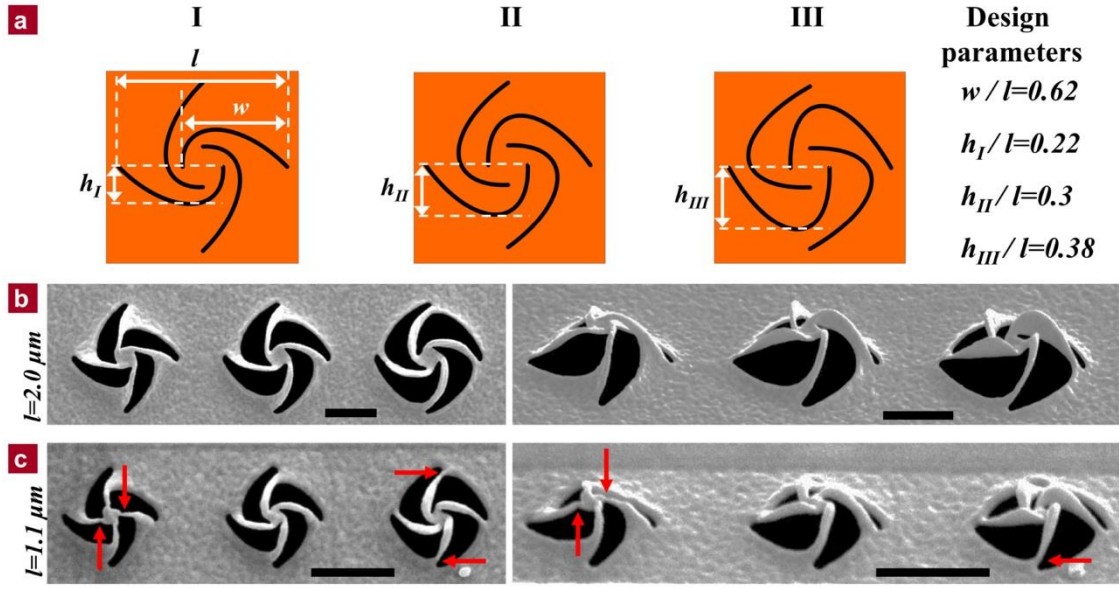 a
I
II
III
Design
parameters
l
w
h_I
h_II
h_III
w / l=0.62
h_I / l=0.22
h_II / l=0.3
h_III / l=0.38
b
l=2.0 μm
c
l=1.1 μm